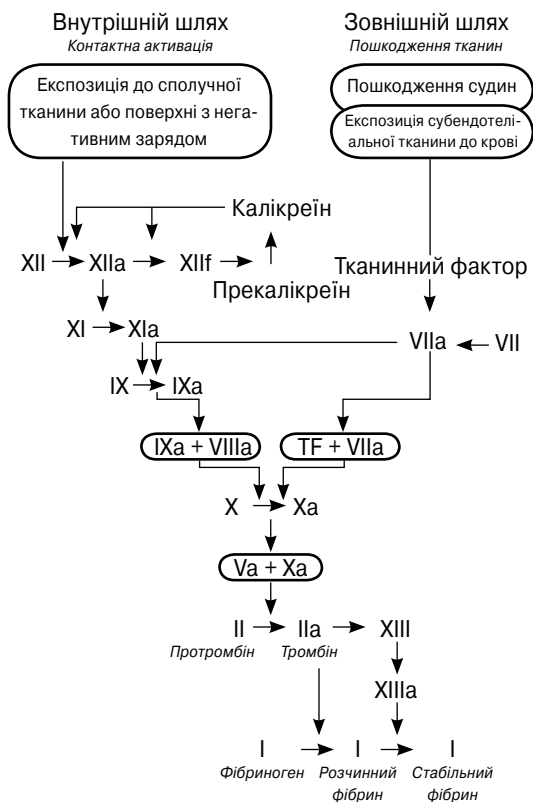 Внутрішній шлях
Контактна активація
Експозиція до сполучної
тканини або поверхні з нега-
тивним зарядом
Зовнішній шлях
Пошкодження тканин
Пошкодження судин
Експозиція субендотелі-
альної тканини до крові
Калікреїн
XII XIIa XIIf
Прекалікреїн
Тканинний фактор
XI XIa
VIIa VII
IX IXa
IXa + VIIIa
TF + VIIa
X Xa
Va + Xa
II IIa XIII
Протромбін Тромбін
XIIIa
I I I
Фібриноген Розчинний Стабільний
фібрин фібрин